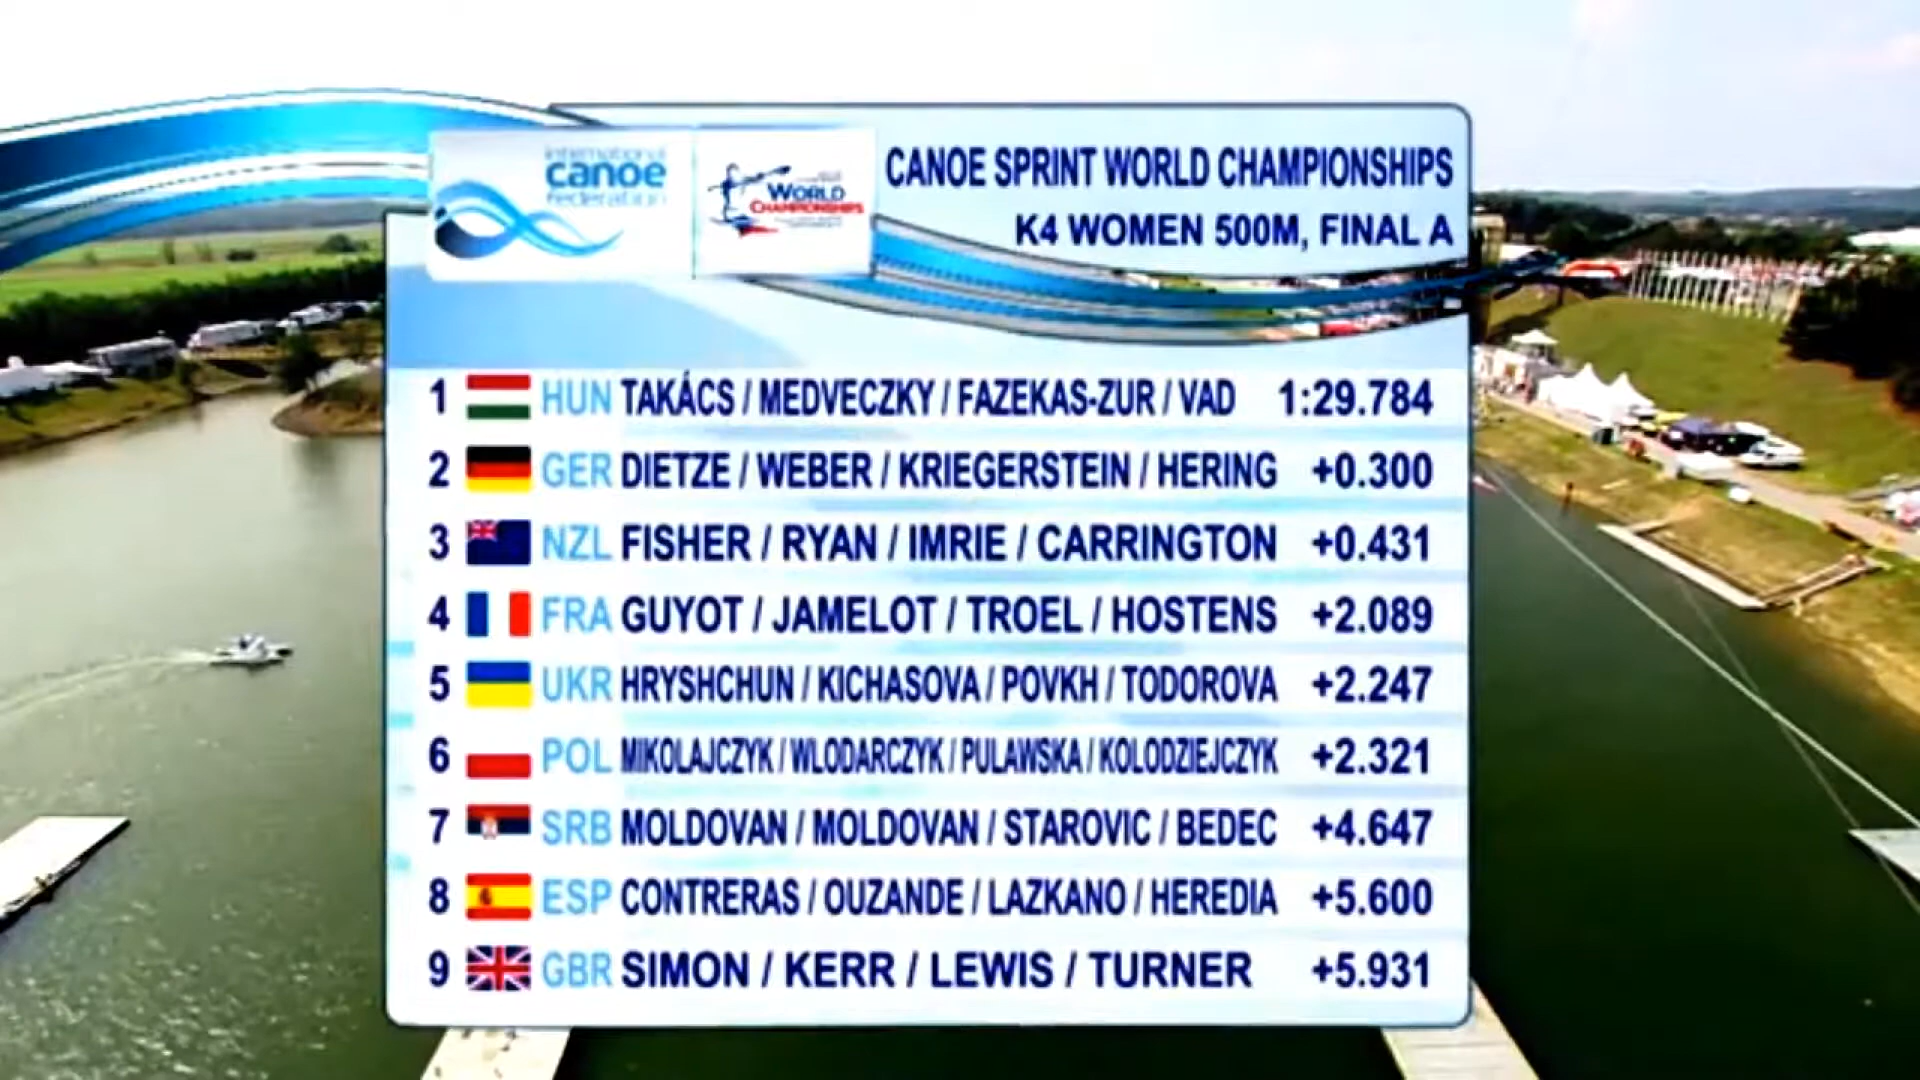 international
canoe
federation
WORLD
CHAMPIONSHIPS
CANOE SPRINT WORLD CHAMPIONSHIPS
K4 WOMEN 500M, FINAL A
1 HUN TAKÁCS / MEDVECZKY / FAZEKAS-ZUR / VAD 1:29.784
2 GER DIETZE / WEBER / KRIEGERSTEIN / HERING +0.300
3 NZL FISHER / RYAN / IMRIE / CARRINGTON +0.431
4 FRA GUYOT / JAMELOT / TROEL / HOSTENS +2.089
5 UKR HRYSHCHUN / KICHASOVA / POVKH / TODOROVA +2.247
6 POL MIKOLAJCZYK / WLODARCZYK / PULAWSKA / KOLODZIEJCZYK +2.321
7 SRB MOLDOVAN / MOLDOVAN / STAROVIC / BEDEC +4.647
8 ESP CONTRERAS / OUZANDE / LAZKANO / HEREDIA +5.600
9 GBR SIMON / KERR / LEWIS / TURNER +5.931